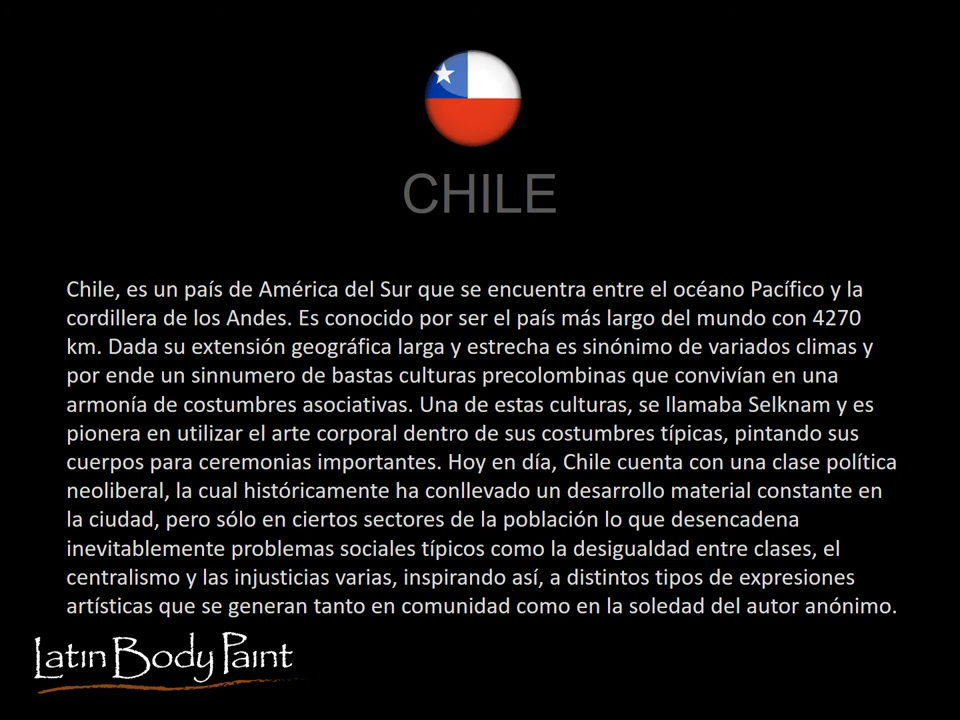 CHILE
Chile, es un país de América del Sur que se encuentra entre el océano Pacífico y la
cordillera de los Andes. Es conocido por ser el país más largo del mundo con 4270
km. Dada su extensión geográfica larga y estrecha es sinónimo de variados climas y
por ende un sinnumero de bastas culturas precolombinas que convivían en una
armonía de costumbres asociativas. Una de estas culturas, se llamaba Selknam y es
pionera en utilizar el arte corporal dentro de sus costumbres típicas, pintando sus
cuerpos para ceremonias importantes. Hoy en día, Chile cuenta con una clase política
neoliberal, la cual históricamente ha conllevado un desarrollo material constante en
la ciudad, pero sólo en ciertos sectores de la población lo que desencadena
inevitablemente problemas sociales típicos como la desigualdad entre clases, el
centralismo y las injusticias varias, inspirando así, a distintos tipos de expresiones
artísticas que se generan tanto en comunidad como en la soledad del autor anónimo.
Latin Body Paint